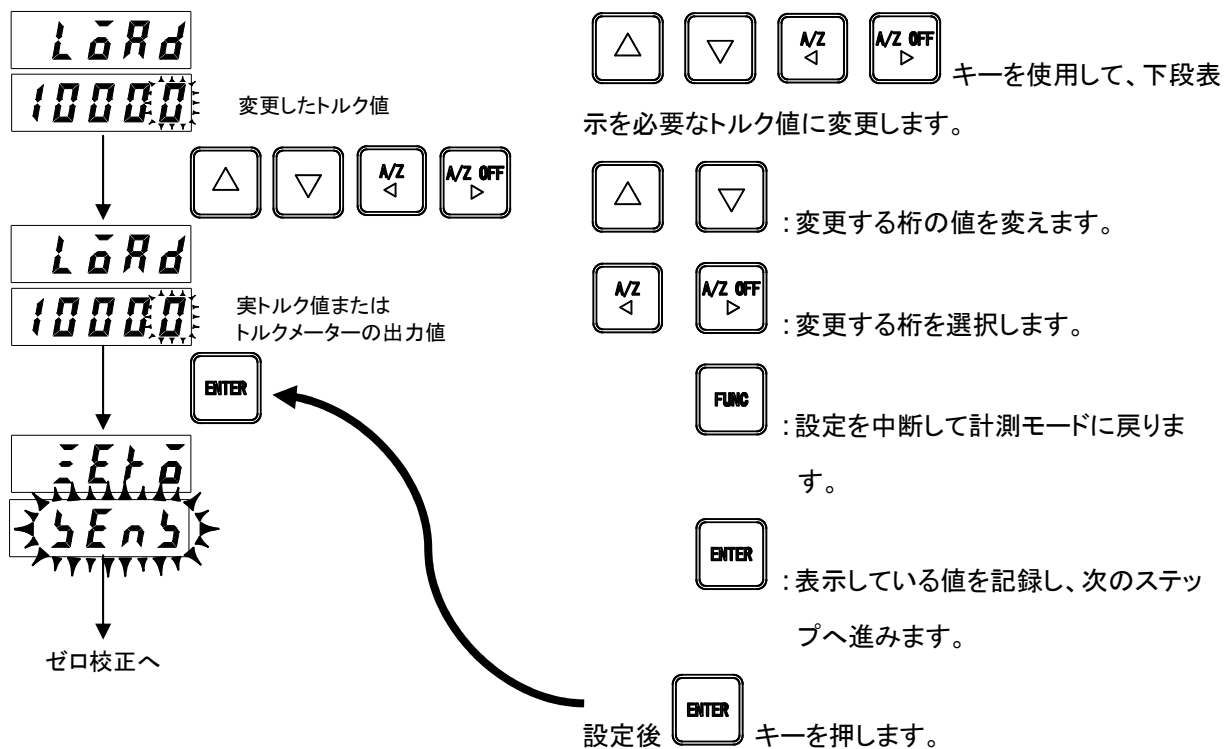 LōAd
10000
変更したトルク値
△ ▽ A/Z ◁ A/Z OFF ▷
LōAd
10000
実トルク値または
トルクメーターの出力値
ENTER
ΞErō
SEnS
ゼロ校正へ
△ ▽ A/Z ◁ A/Z OFF ▷ キーを使用して、下段表
示を必要なトルク値に変更します。
△ ▽ :変更する桁の値を変えます。
A/Z ◁ A/Z OFF ▷ :変更する桁を選択します。
FUNC :設定を中断して計測モードに戻りま
す。
ENTER :表示している値を記録し、次のステッ
プへ進みます。
設定後 ENTER キーを押します。